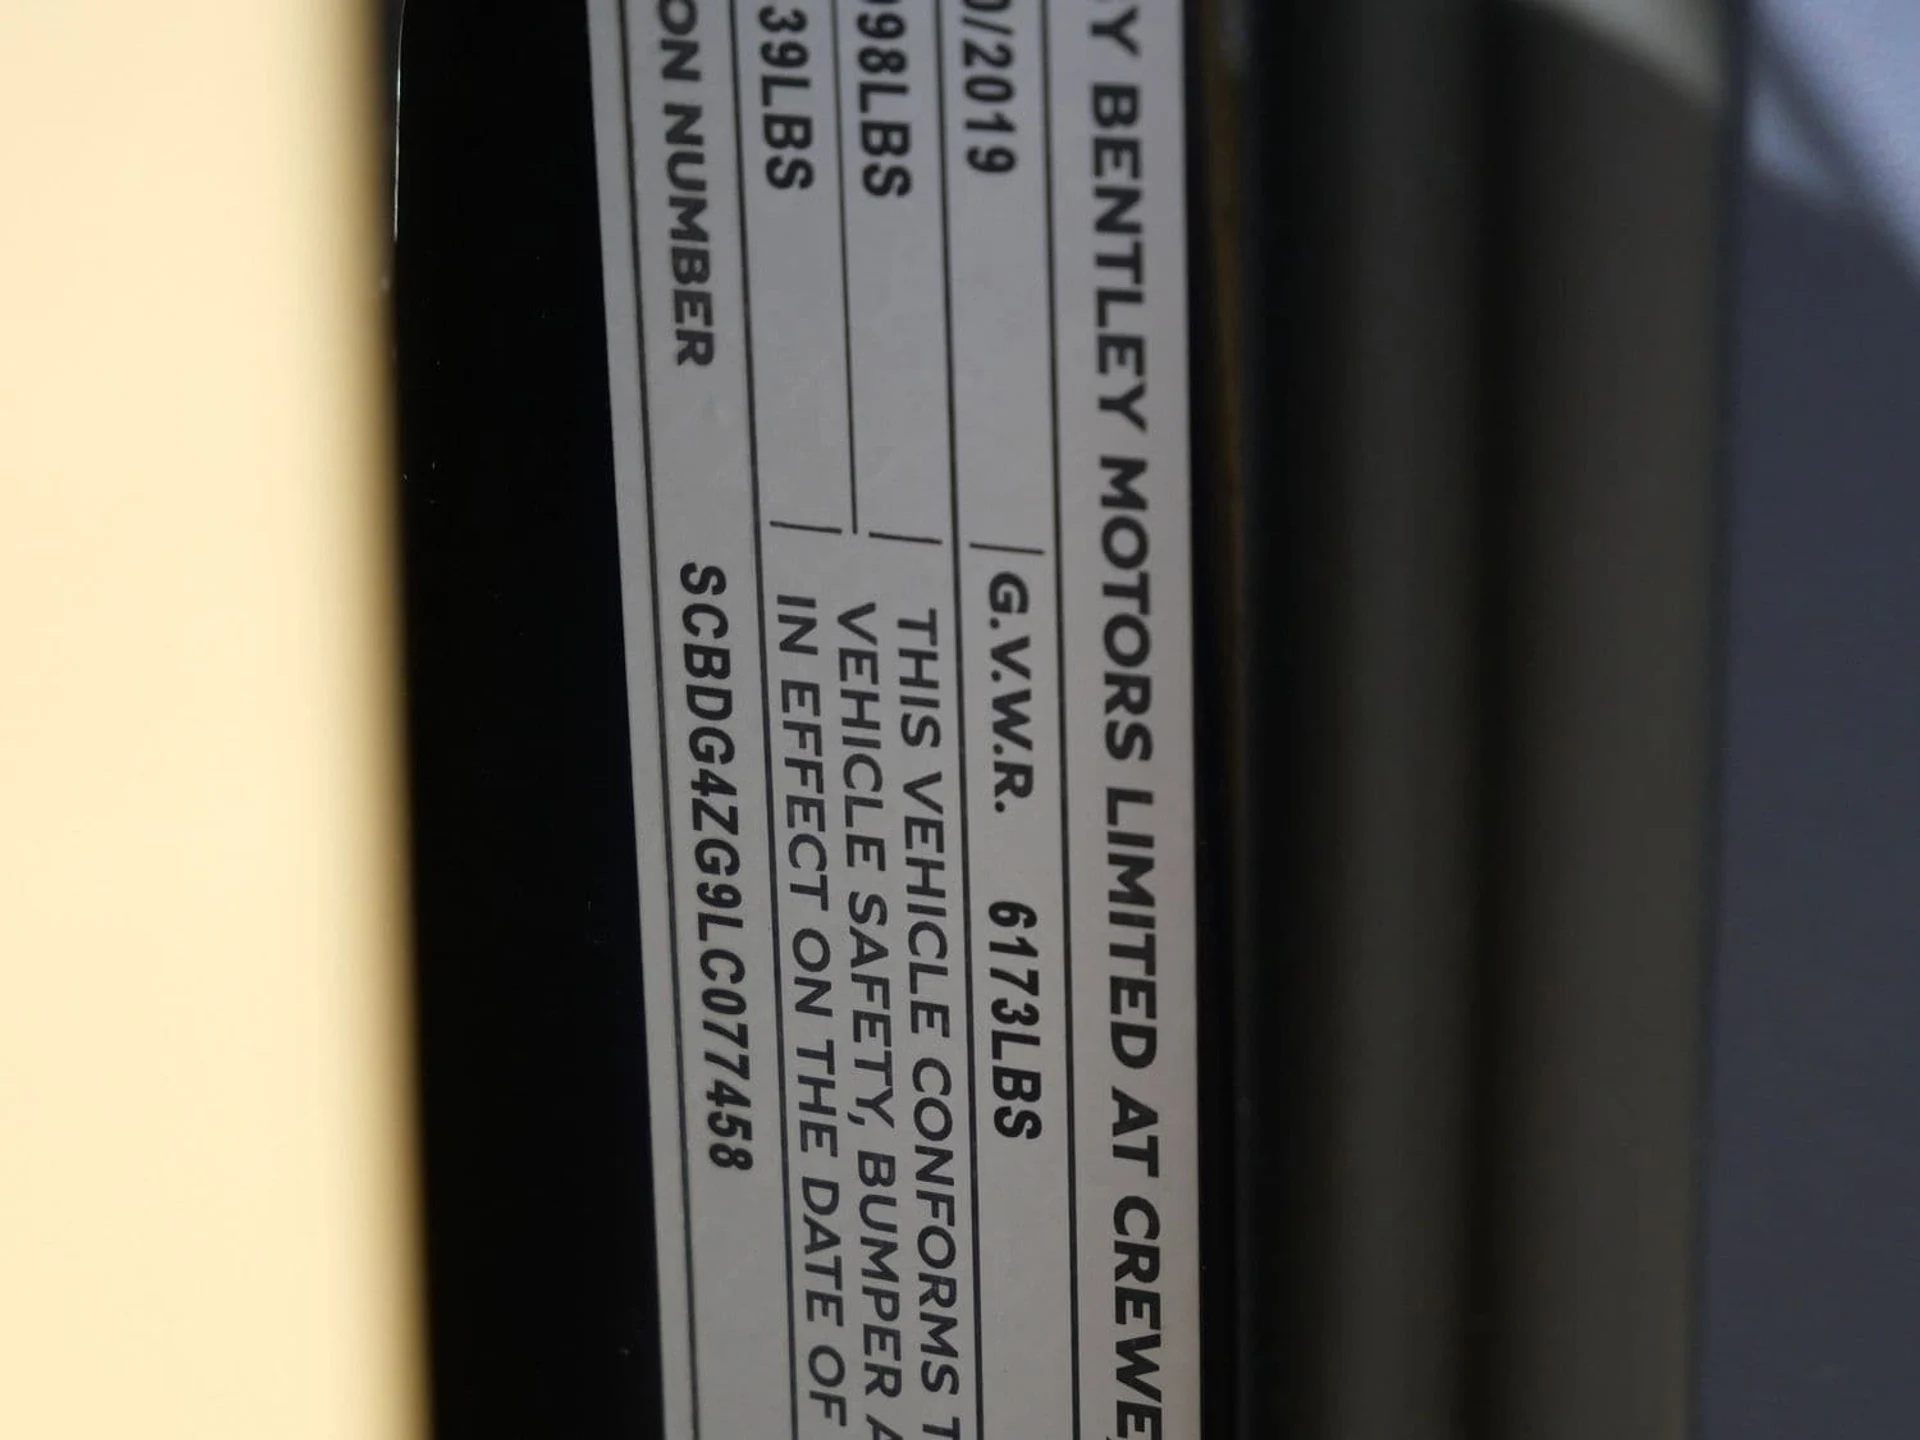 Y BENTLEY MOTORS LIMITED AT CREWE
0/2019 G.V.W.R. 6173LBS
98LBS THIS VEHICLE CONFORMS T
VEHICLE SAFETY, BUMPER A
39LBS IN EFFECT ON THE DATE OF
ON NUMBER SCBDG4ZG9LC077458